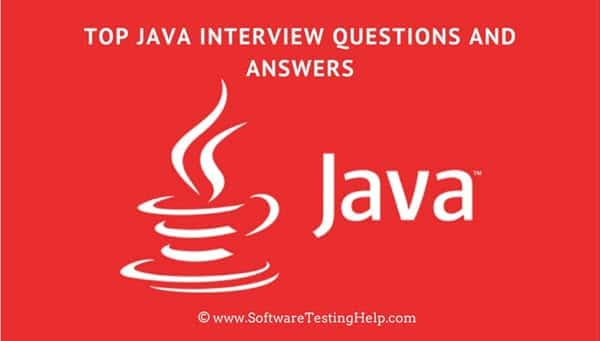 TOP JAVA INTERVIEW QUESTIONS AND
ANSWERS
Java™
© www.SoftwareTestingHelp.com